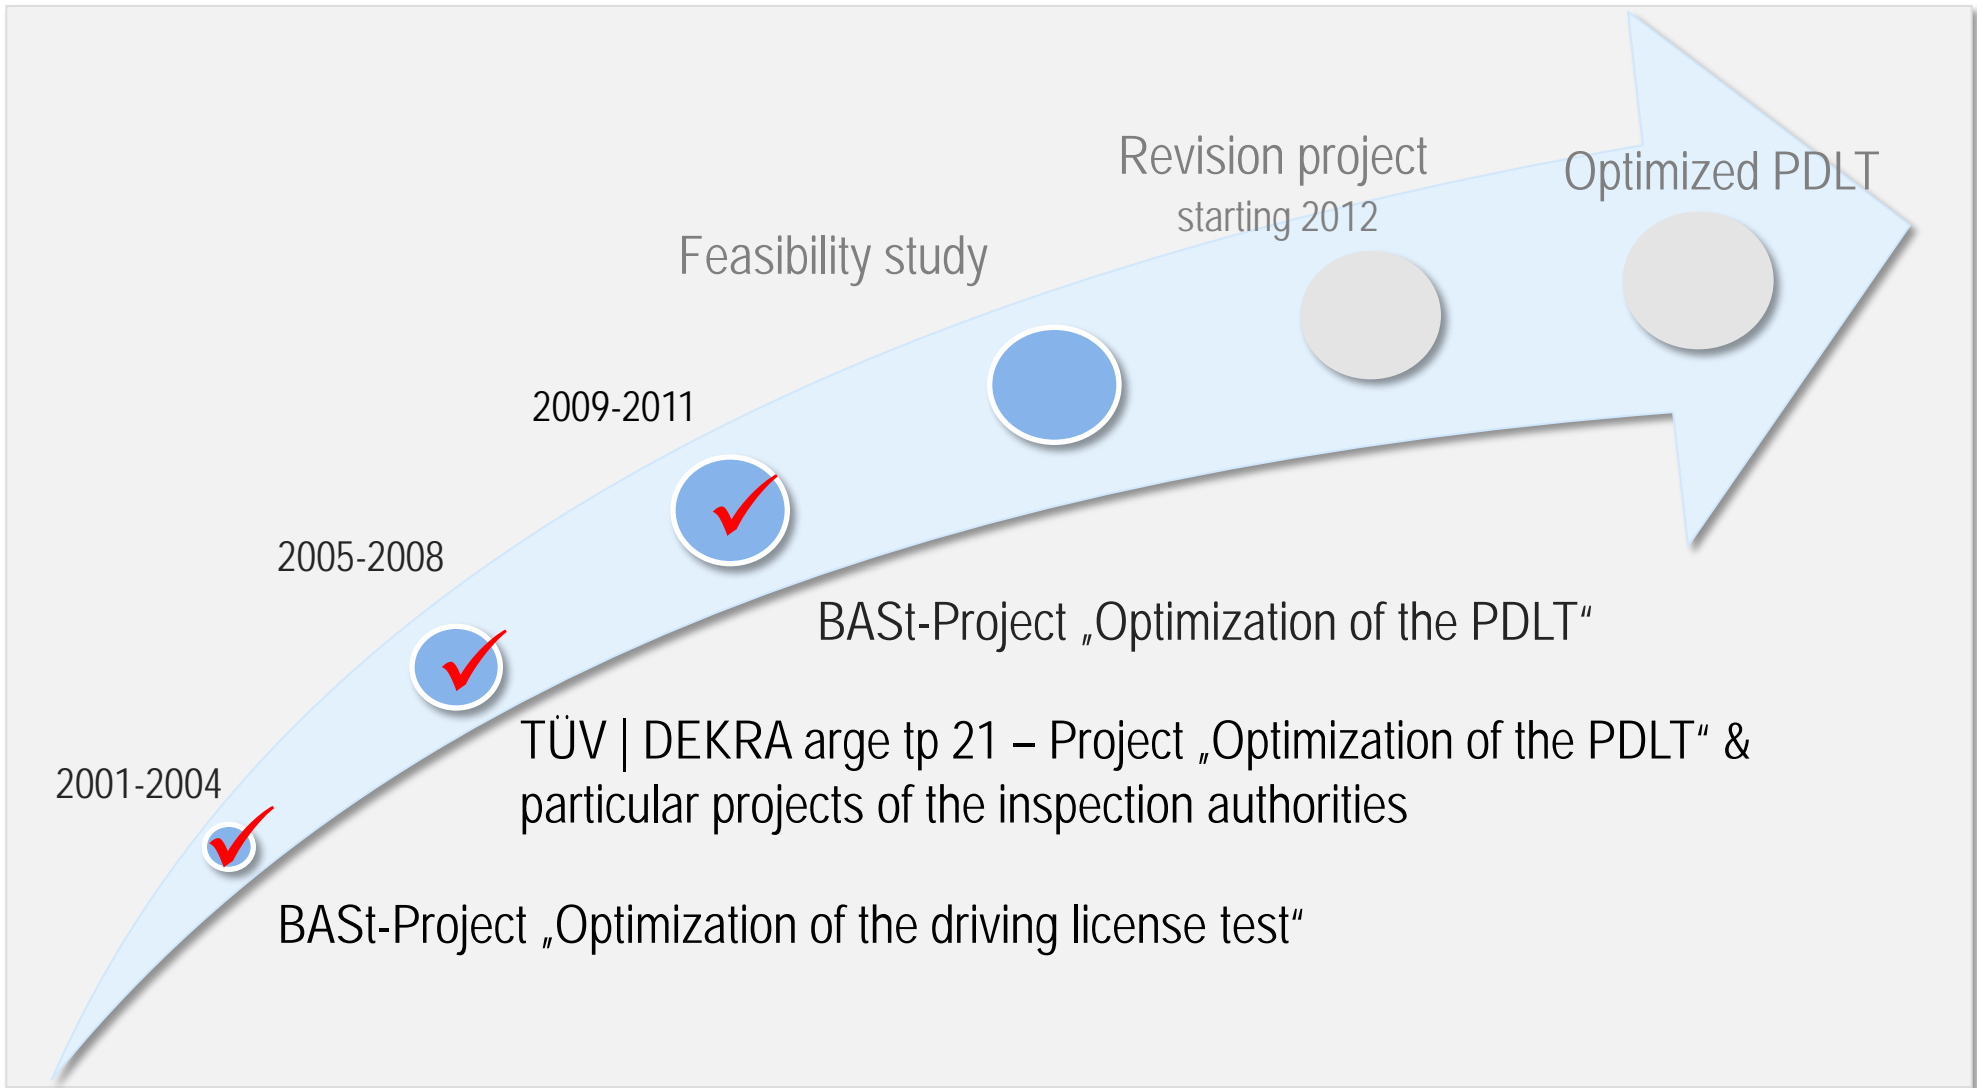 Revision project
starting 2012
Optimized PDLT
Feasibility study
2009-2011
2005-2008
BASt-Project „Optimization of the PDLT“
TÜV | DEKRA arge tp 21 – Project „Optimization of the PDLT“ &
particular projects of the inspection authorities
2001-2004
BASt-Project „Optimization of the driving license test“